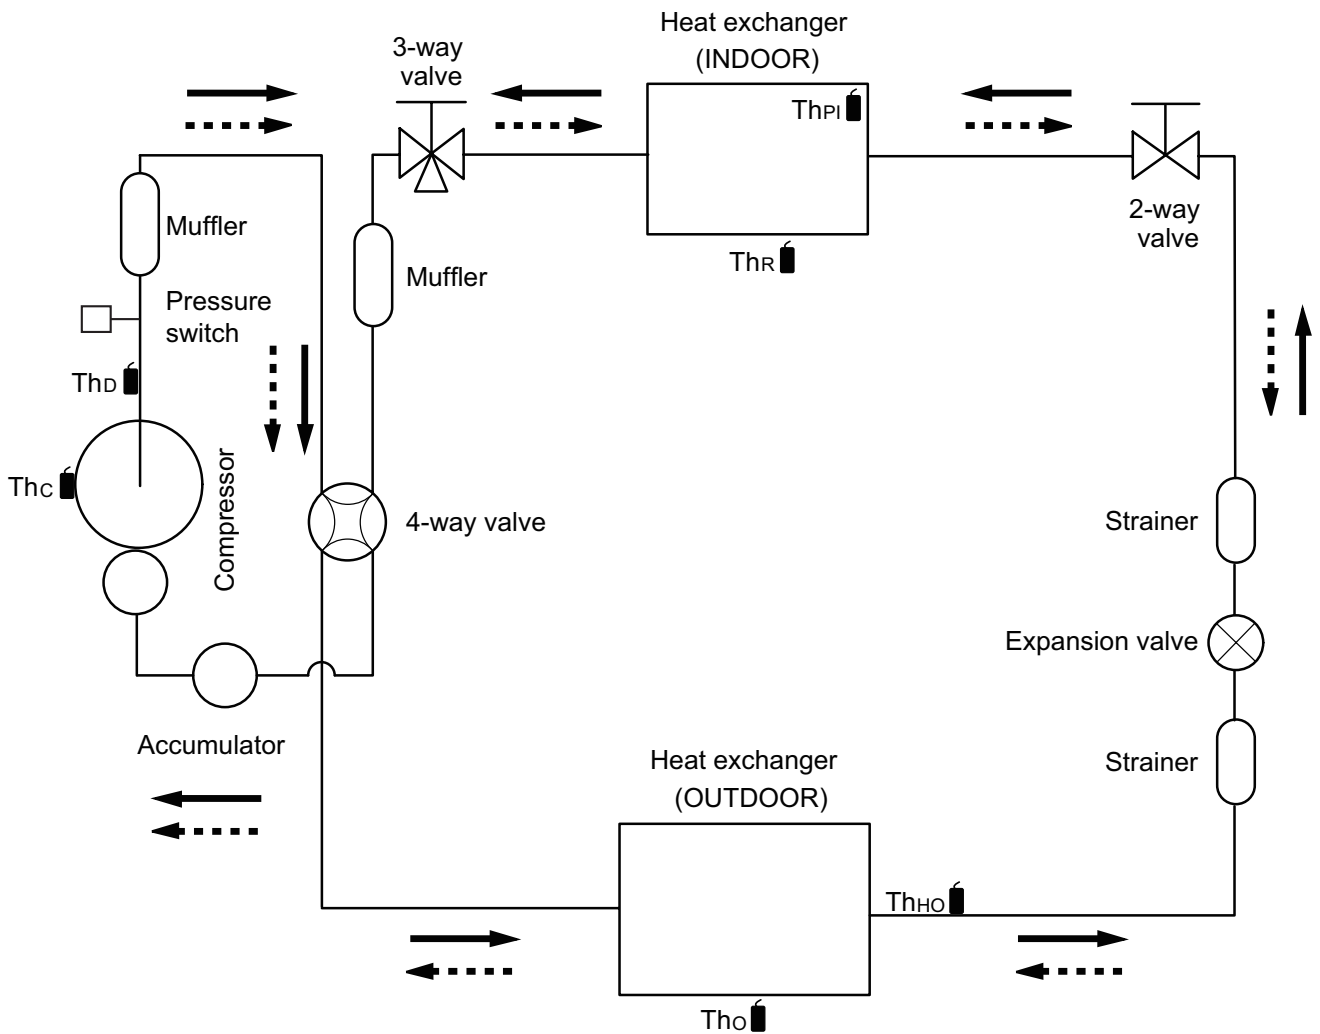 Heat exchanger
(INDOOR)
3-way
valve
ThPI
Muffler
2-way
valve
ThR
Muffler
Pressure
switch
ThD
ThC
Compressor
4-way valve
Strainer
Expansion valve
Accumulator
Strainer
Heat exchanger
(OUTDOOR)
ThHO
ThO